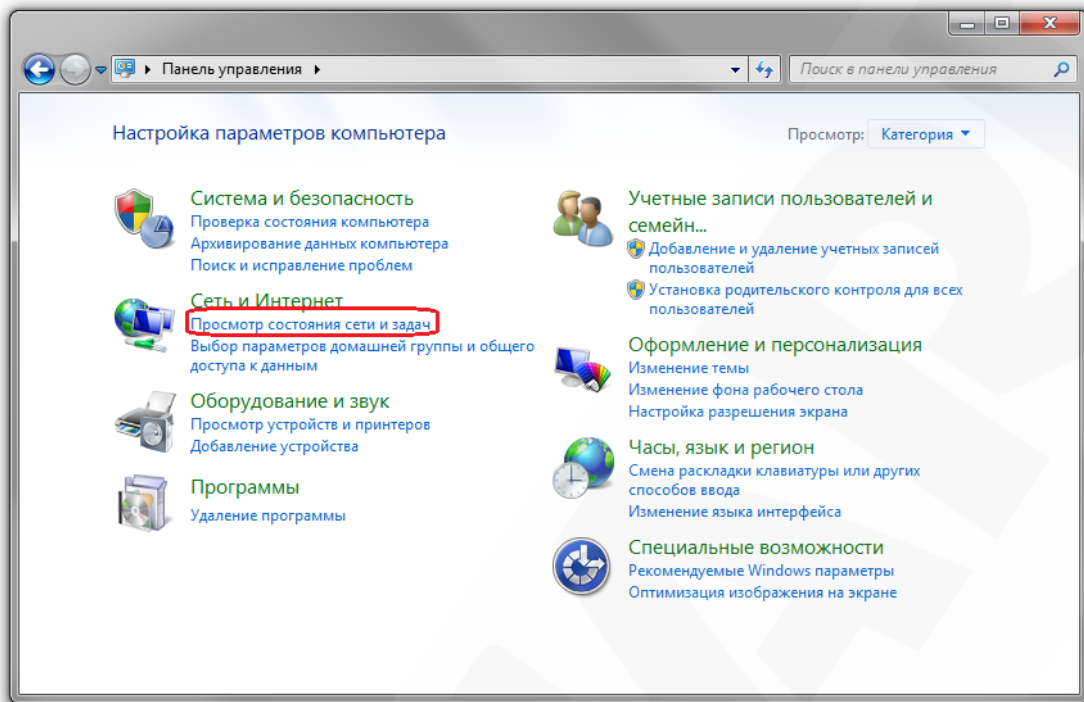 Панель управления
Поиск в панели управления
Настройка параметров компьютера
Просмотр: Категория
Система и безопасность
Проверка состояния компьютера
Архивирование данных компьютера
Поиск и исправление проблем
Сеть и Интернет
Просмотр состояния сети и задач
Выбор параметров домашней группы и общего
доступа к данным
Оборудование и звук
Просмотр устройств и принтеров
Добавление устройства
Программы
Удаление программы
Учетные записи пользователей и
семейн...
Добавление и удаление учетных записей
пользователей
Установка родительского контроля для всех
пользователей
Оформление и персонализация
Изменение темы
Изменение фона рабочего стола
Настройка разрешения экрана
Часы, язык и регион
Смена раскладки клавиатуры или других
способов ввода
Изменение языка интерфейса
Специальные возможности
Рекомендуемые Windows параметры
Оптимизация изображения на экране